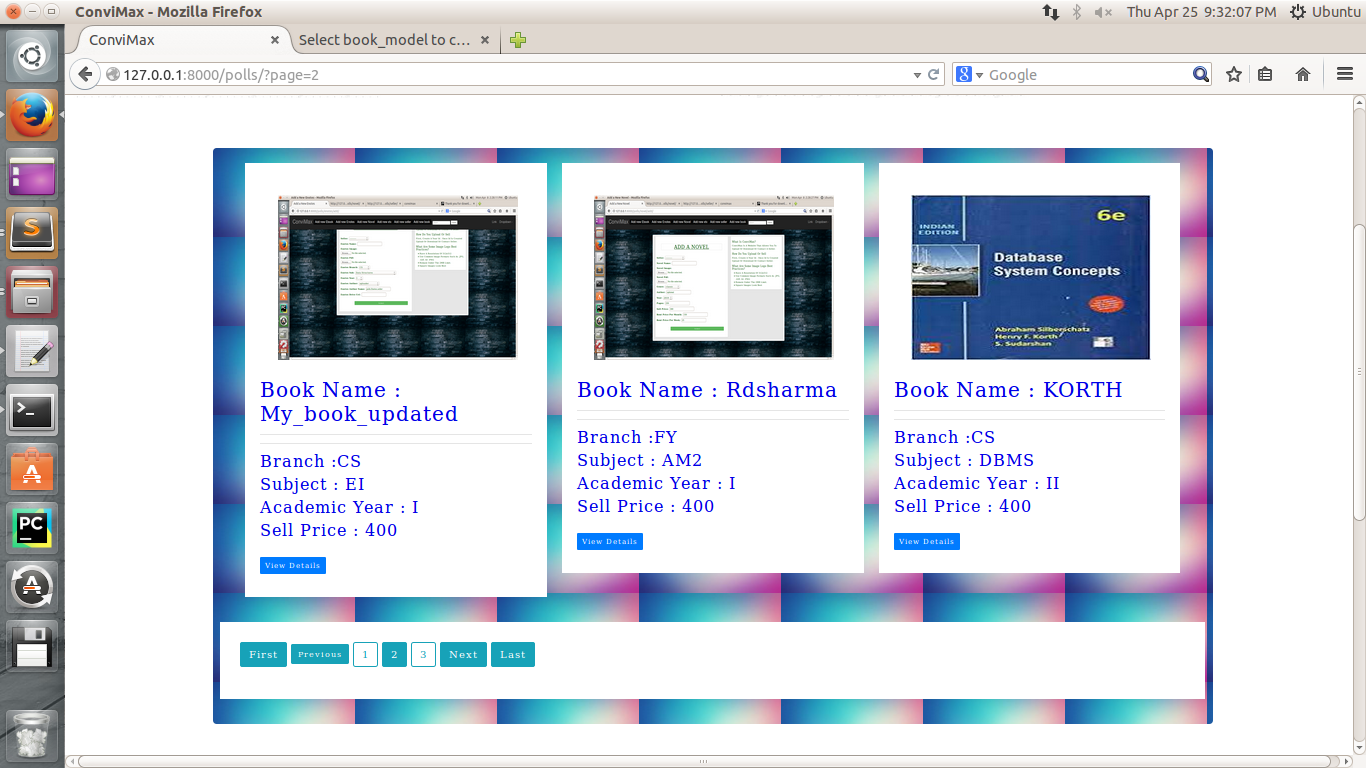 ConviMax - Mozilla Firefox
Thu Apr 25 9:32:07 PM
Ubuntu
ConviMax
Select book_model to c...
127.0.0.1:8000/polls/?page=2
Google
ADD A NOVEL
INDIAN
EDITION
6e
Database
System Concepts
Abraham Silberschatz
Henry F. Korth
S. Sudarshan
Book Name :
My_book_updated
Branch :CS
Subject : EI
Academic Year : I
Sell Price : 400
View Details
Book Name : Rdsharma
Branch :FY
Subject : AM2
Academic Year : I
Sell Price : 400
View Details
Book Name : KORTH
Branch :CS
Subject : DBMS
Academic Year : II
Sell Price : 400
View Details
First Previous 1 2 3 Next Last
PC